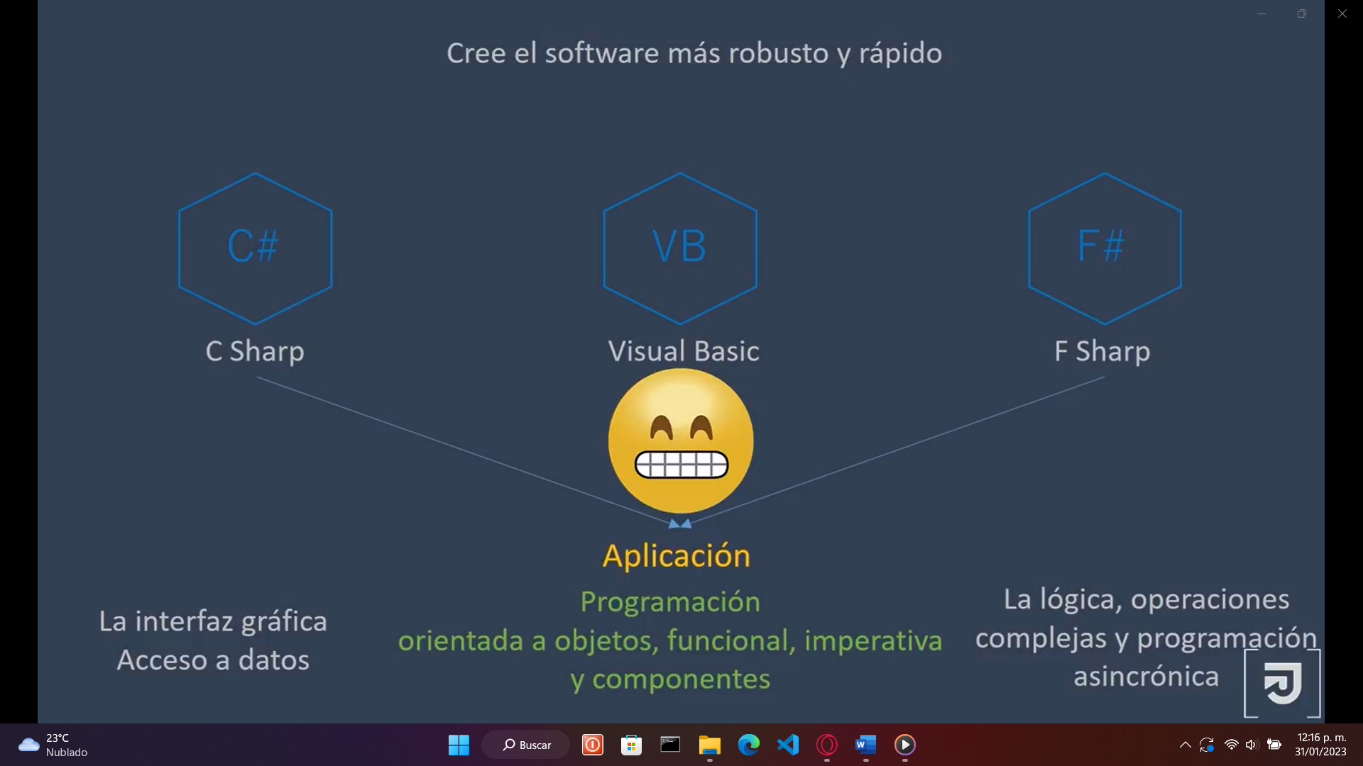 Cree el software más robusto y rápido
C#
VB
F#
C Sharp
Visual Basic
F Sharp
Aplicación
Programación
orientada a objetos, funcional, imperativa
y componentes
La interfaz gráfica
Acceso a datos
La lógica, operaciones
complejas y programación
asincrónica
23°C
Nublado
Buscar
12:16 p. m.
31/01/2023